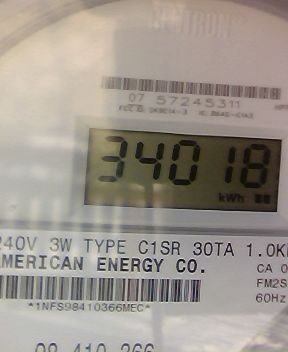 07 57245311
34018
kWh
240V 3W TYPE C1SR 30TA 1.0K
AMERICAN ENERGY CO.
CA 0
FM2S
60Hz
*1NFS98410366MEC*
98 410 366